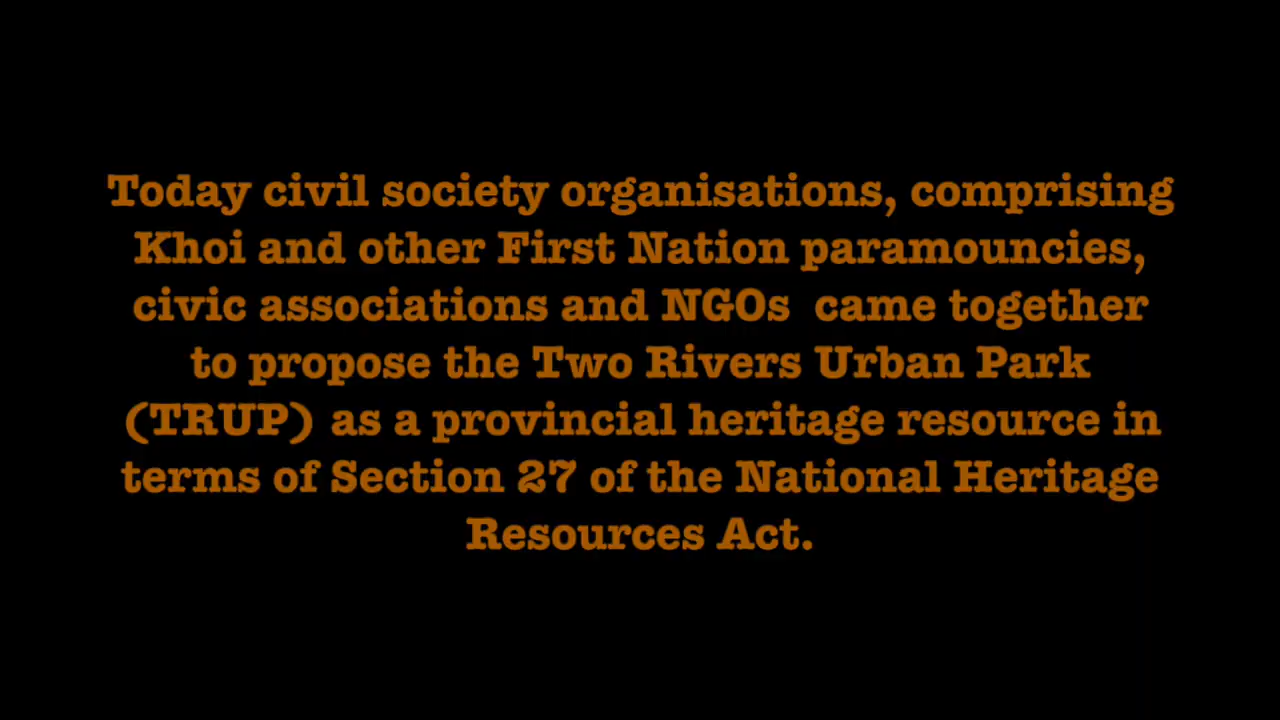 Today civil society organisations, comprising
Khoi and other First Nation paramouncies,
civic associations and NGOs  came together
to propose the Two Rivers Urban Park
(TRUP) as a provincial heritage resource in
terms of Section 27 of the National Heritage
Resources Act.